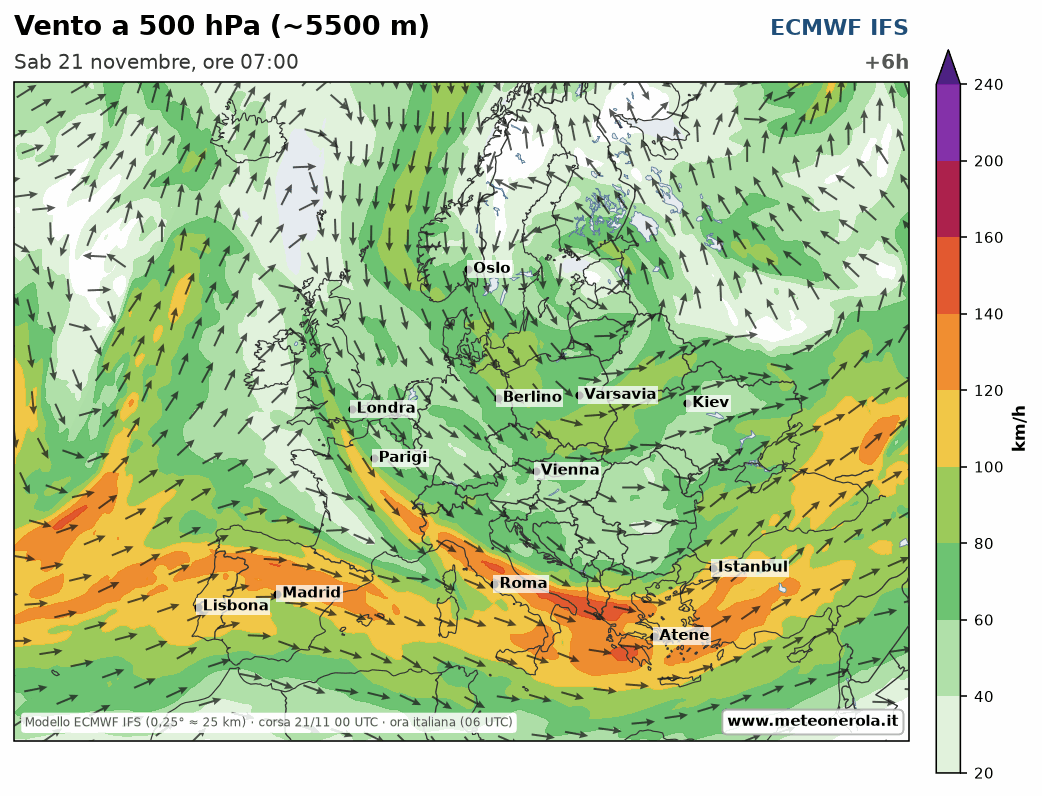 Vento a 500 hPa (~5500 m)
ECMWF IFS
Sab 21 novembre, ore 07:00
+6h
240
200
160
140
120
100
80
60
40
20
km/h
Oslo
Berlino
Varsavia
Kiev
Londra
Parigi
Vienna
Istanbul
Roma
Madrid
Lisbona
Atene
Modello ECMWF IFS (0,25° ≈ 25 km) · corsa 21/11 00 UTC · ora italiana (06 UTC)
www.meteonerola.it